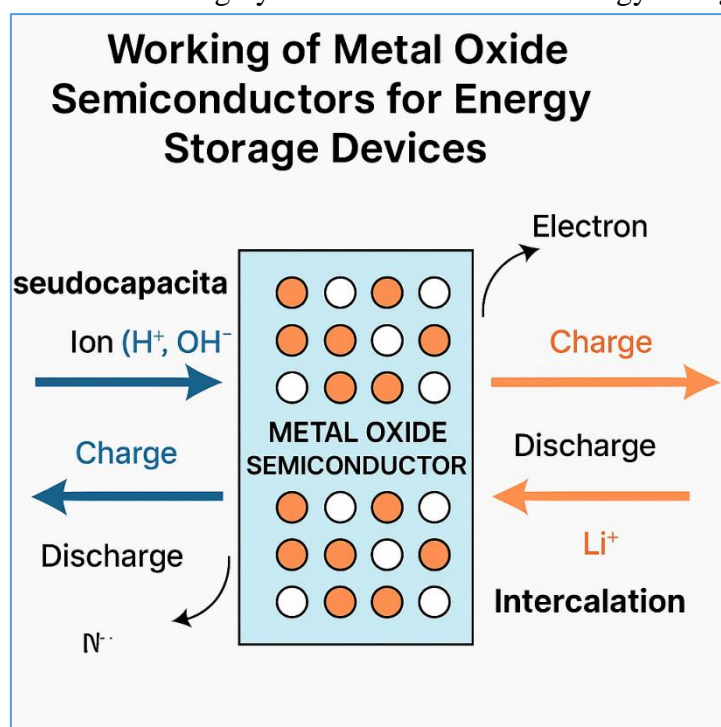 Working of Metal Oxide
Semiconductors for Energy
Storage Devices
Electron
seudocapacita
Ion (H⁺, OH⁻
Charge
METAL OXIDE
SEMICONDUCTOR
Charge
Discharge
Discharge
Li⁺
Intercalation